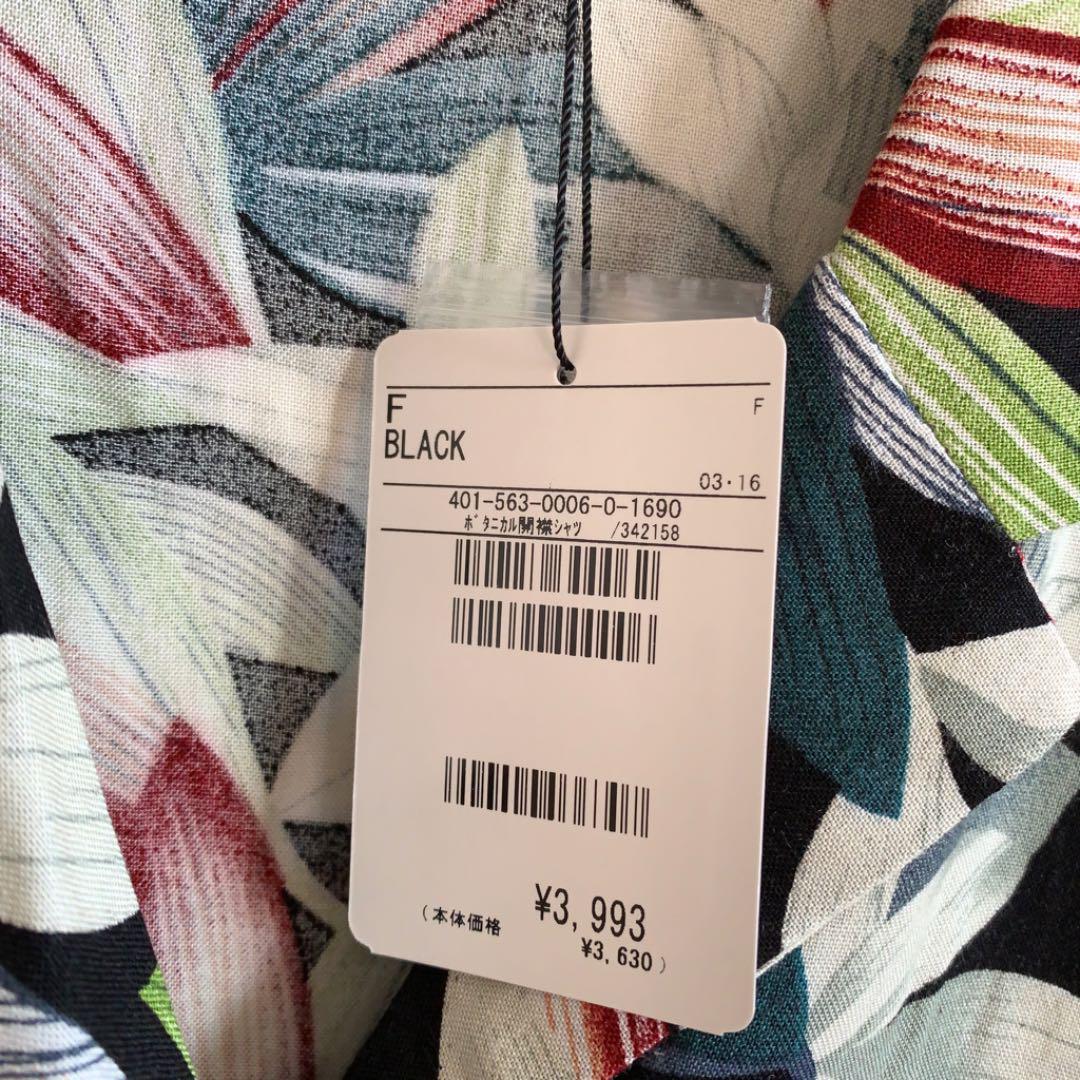 F F
BLACK
03・16
401-563-0006-0-1690
ﾎﾞﾀﾆｶﾙ開襟ｼｬﾂ /342158
¥3,993
(本体価格 ¥3,630)